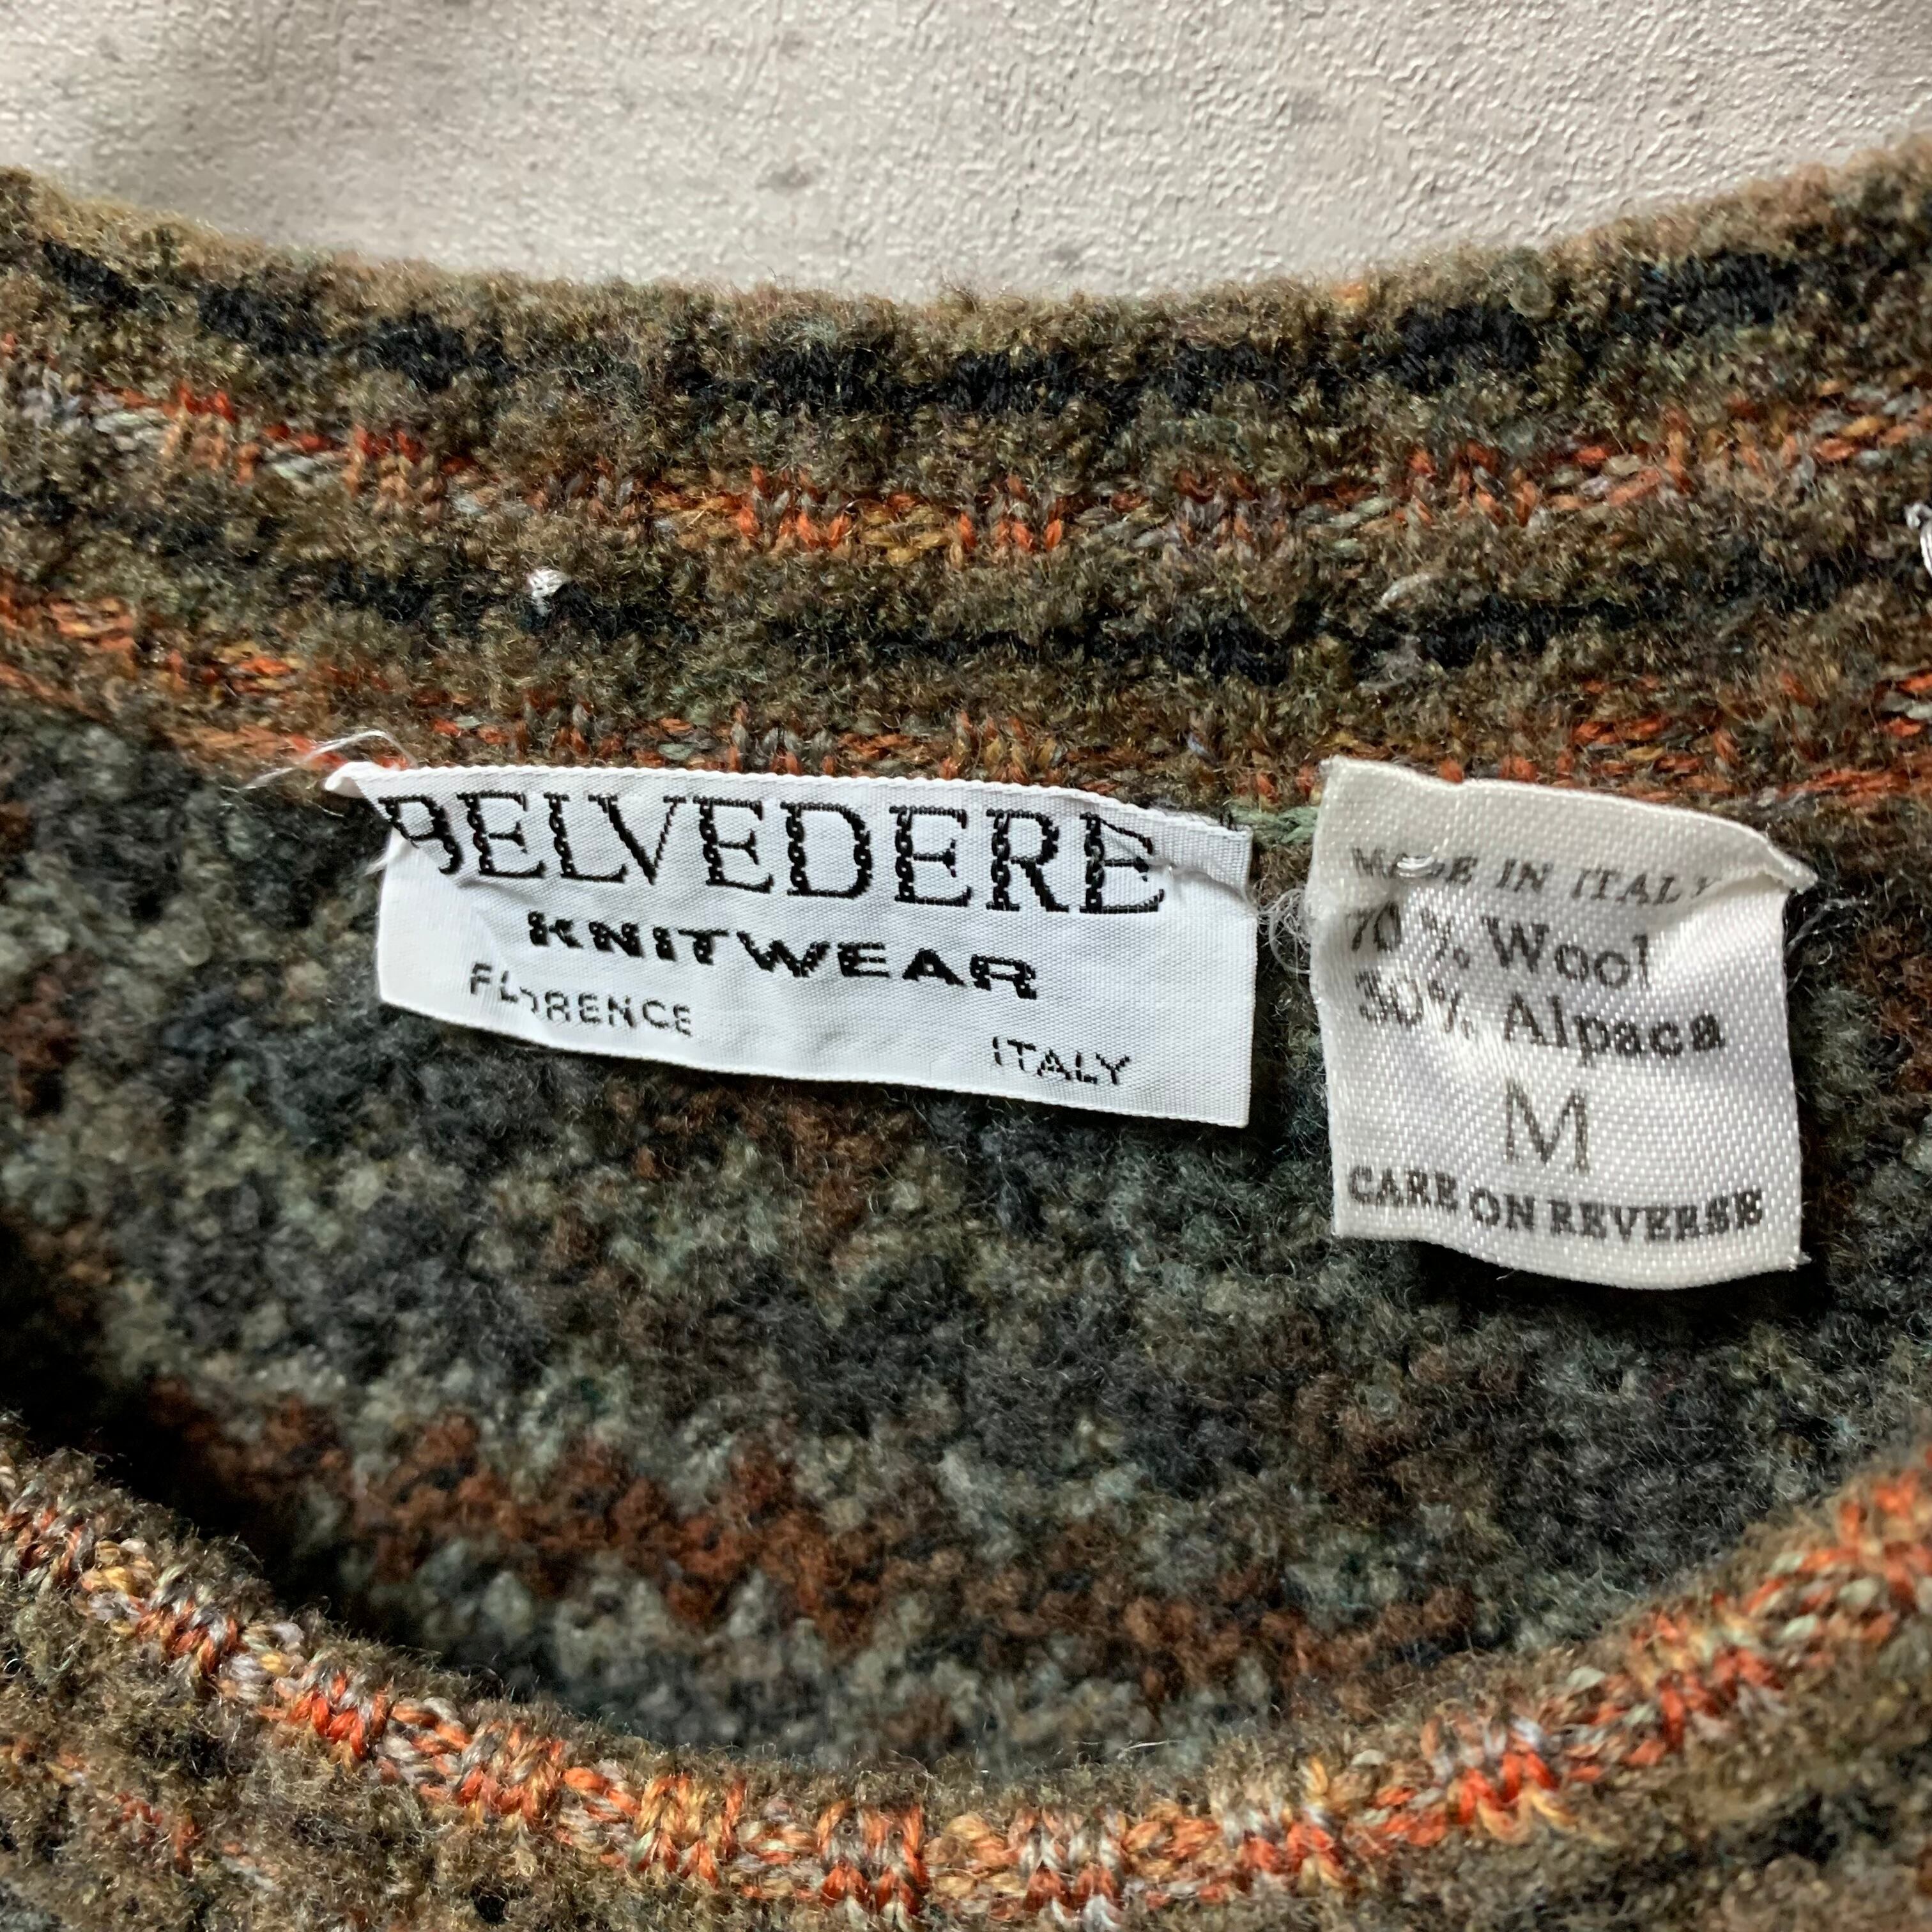 BELVEDERE
KNITWEAR
FLORENCE
ITALY
MADE IN ITALY
70% Wool
30% Alpaca
M
CARE ON REVERSE